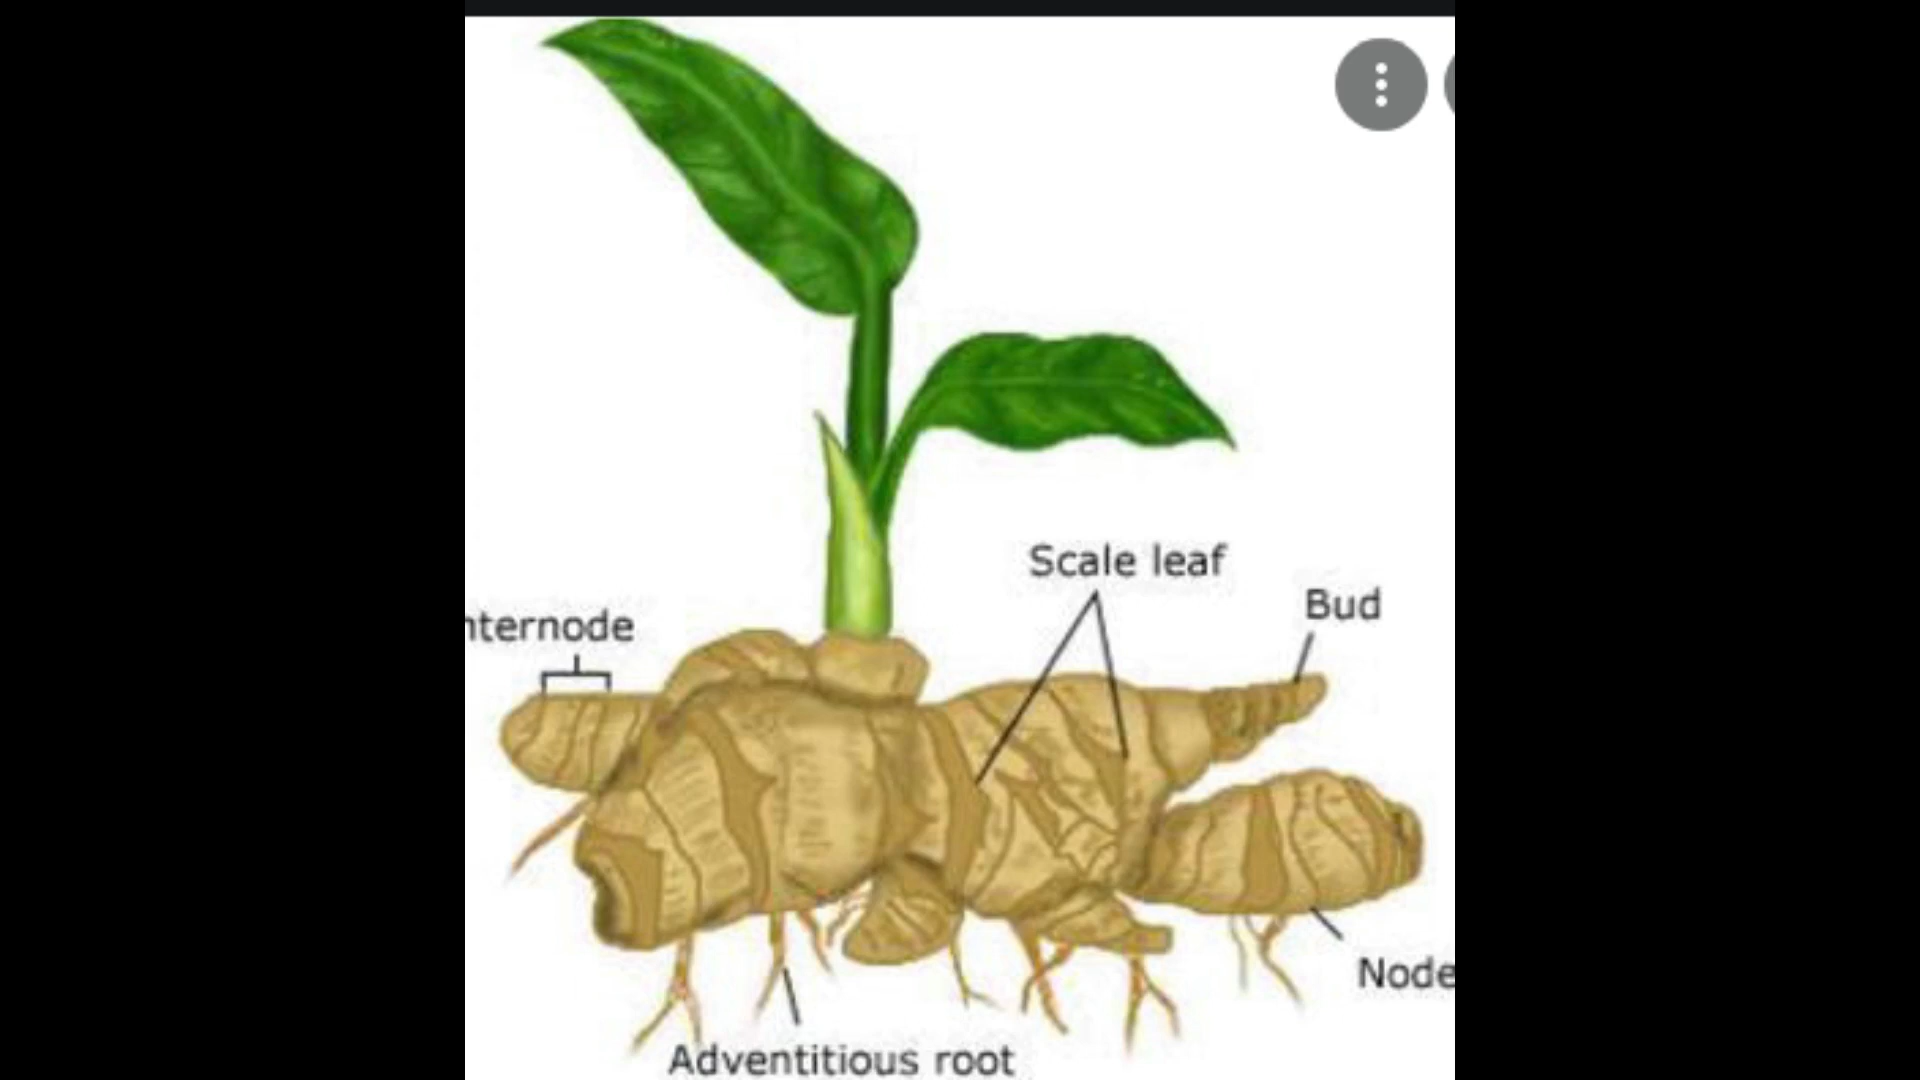 Scale leaf
Bud
nternode
Node
Adventitious root